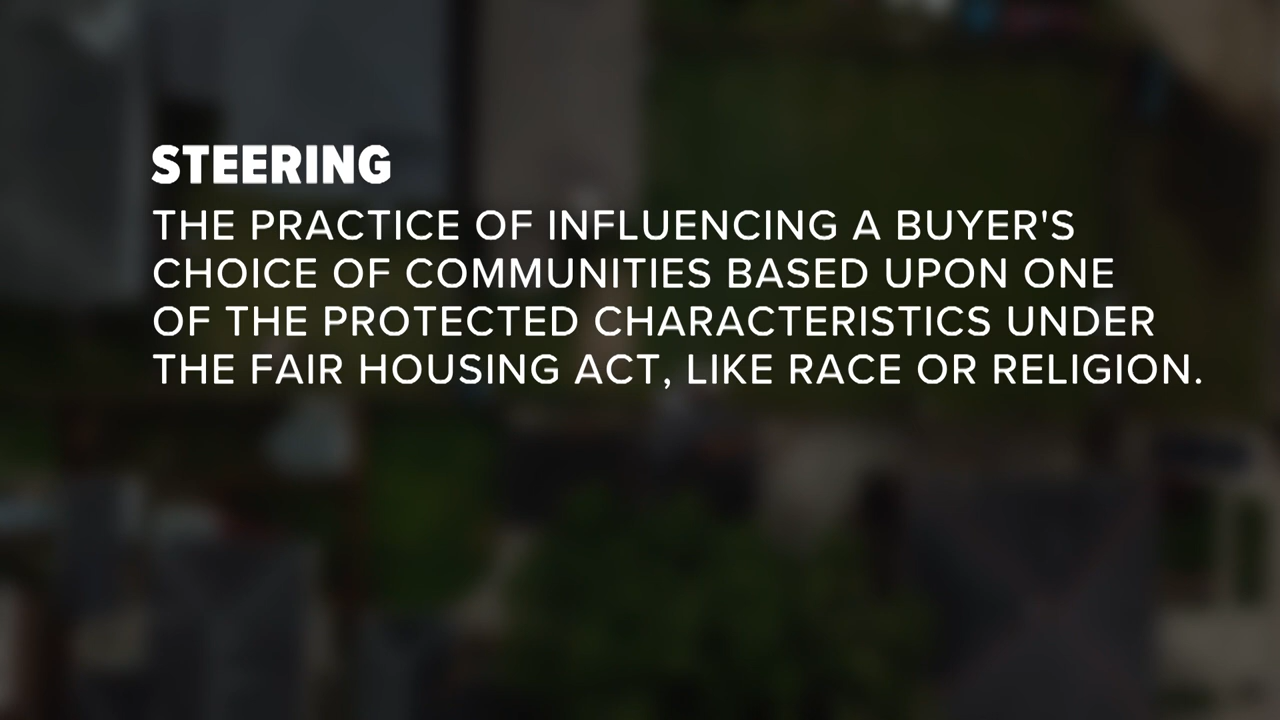 STEERING
THE PRACTICE OF INFLUENCING A BUYER'S
CHOICE OF COMMUNITIES BASED UPON ONE
OF THE PROTECTED CHARACTERISTICS UNDER
THE FAIR HOUSING ACT, LIKE RACE OR RELIGION.